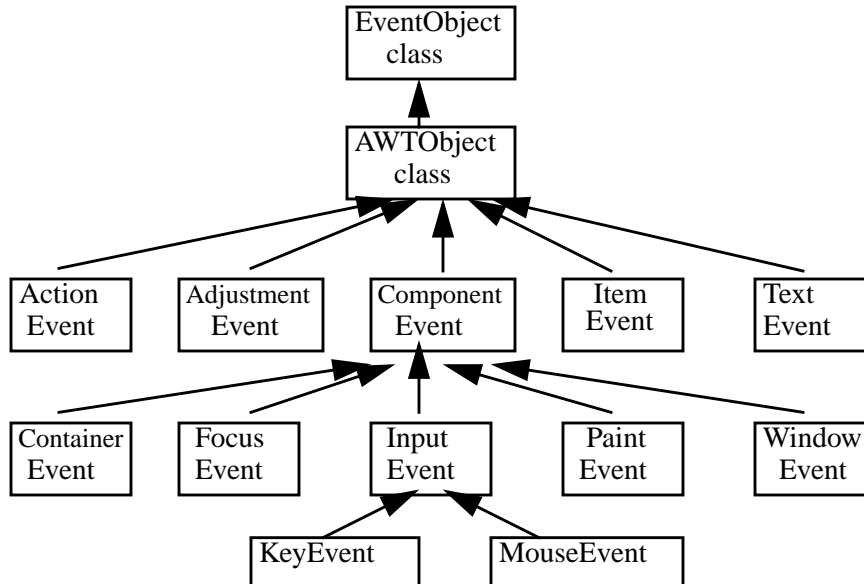 EventObject
class
AWTObject
class
Action
Event
Adjustment
Event
Component
Event
Item
Event
Text
Event
Container
Event
Focus
Event
Input
Event
Paint
Event
Window
Event
KeyEvent
MouseEvent